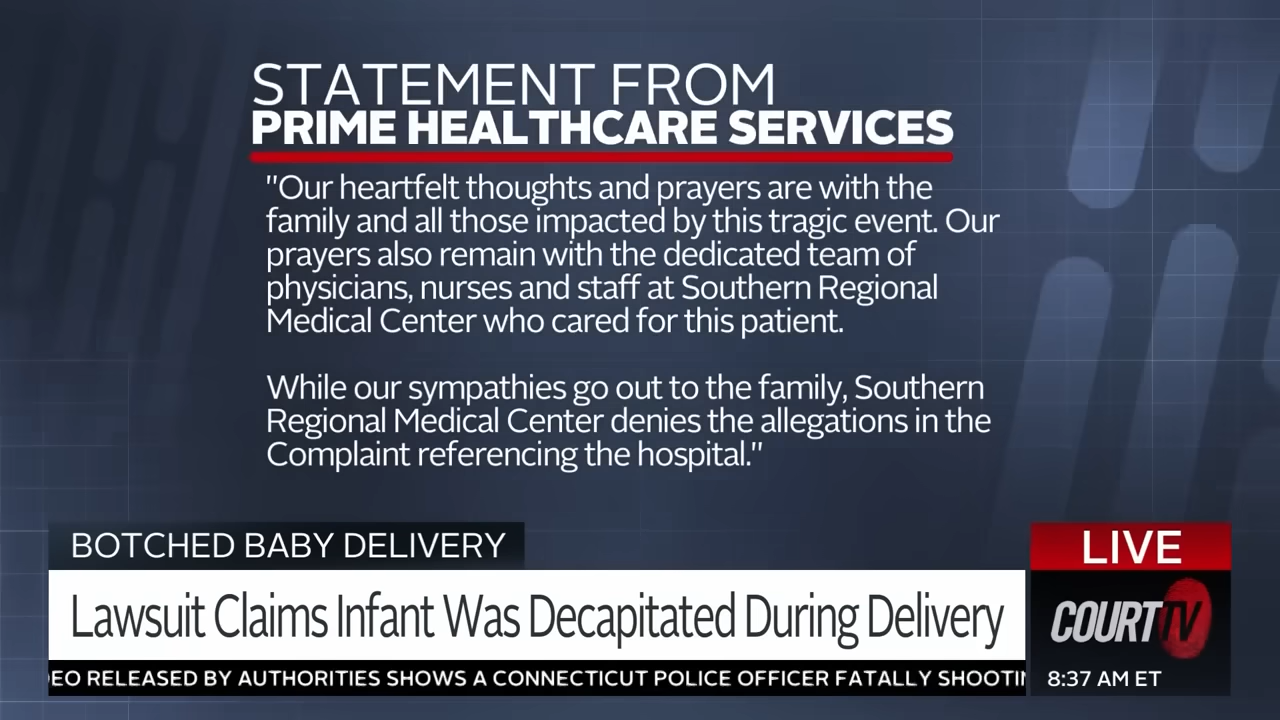 STATEMENT FROM
PRIME HEALTHCARE SERVICES
"Our heartfelt thoughts and prayers are with the
family and all those impacted by this tragic event. Our
prayers also remain with the dedicated team of
physicians, nurses and staff at Southern Regional
Medical Center who cared for this patient.
While our sympathies go out to the family, Southern
Regional Medical Center denies the allegations in the
Complaint referencing the hospital."
BOTCHED BABY DELIVERY
LIVE
Lawsuit Claims Infant Was Decapitated During Delivery
COURT TV
EO RELEASED BY AUTHORITIES SHOWS A CONNECTICUT POLICE OFFICER FATALLY SHOOTIN
8:37 AM ET